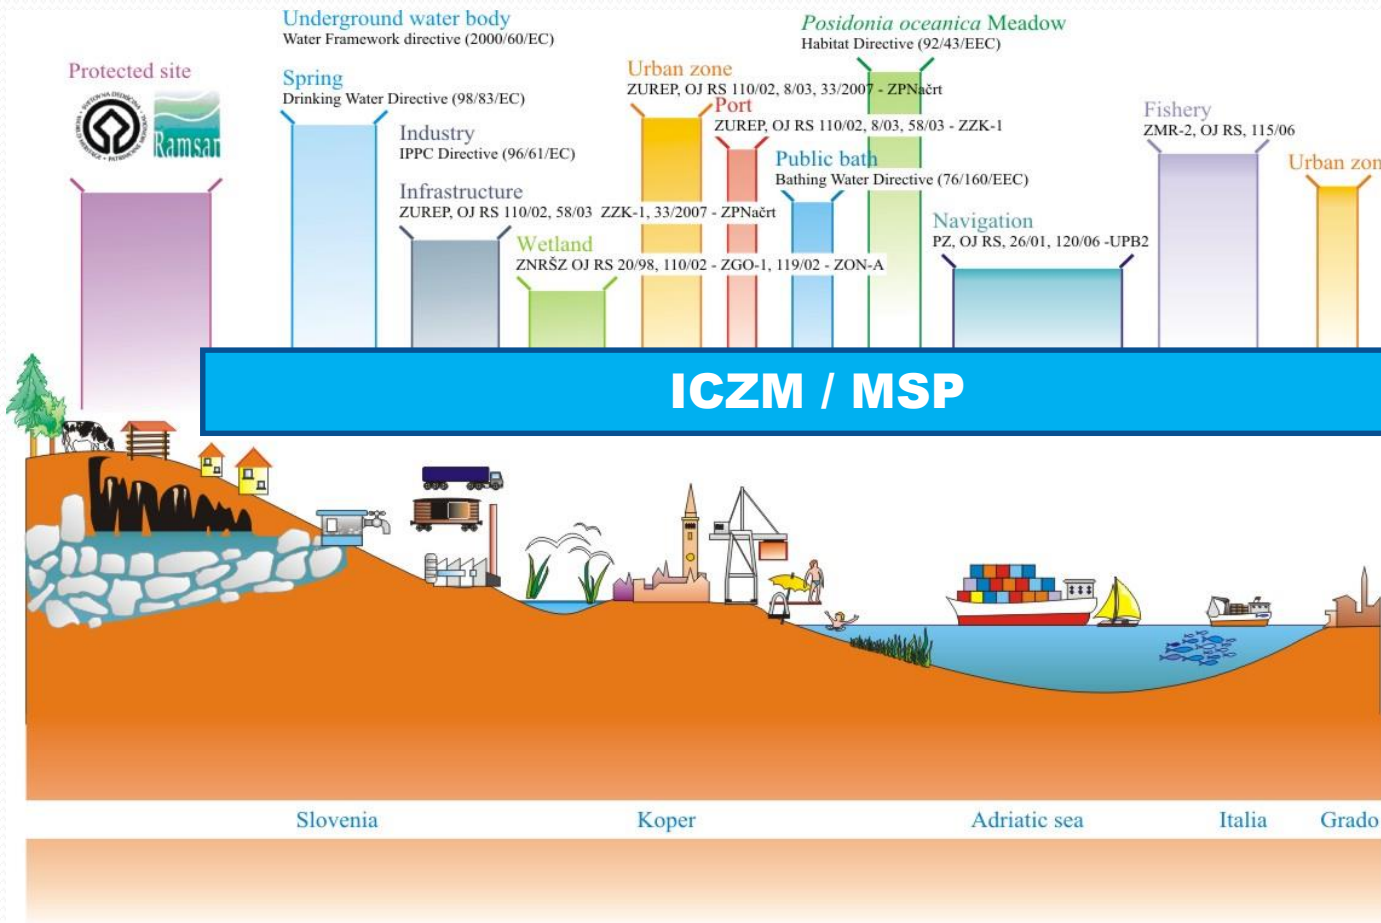 Underground water body
Water Framework directive (2000/60/EC)
Posidonia oceanica Meadow
Habitat Directive (92/43/EEC)
Protected site
Ramsar
Spring
Drinking Water Directive (98/83/EC)
Urban zone
ZUREP, OJ RS 110/02, 8/03, 33/2007 - ZPNačrt
Port
ZUREP, OJ RS 110/02, 8/03, 58/03 - ZZK-1
Industry
IPPC Directive (96/61/EC)
Fishery
ZMR-2, OJ RS, 115/06
Public bath
Bathing Water Directive (76/160/EEC)
Urban zon
Infrastructure
ZUREP, OJ RS 110/02, 58/03 ZZK-1, 33/2007 - ZPNačrt
Navigation
PZ, OJ RS, 26/01, 120/06 -UPB2
Wetland
ZNRŠZ OJ RS 20/98, 110/02 - ZGO-1, 119/02 - ZON-A
ICZM / MSP
Slovenia
Koper
Adriatic sea
Italia
Grado